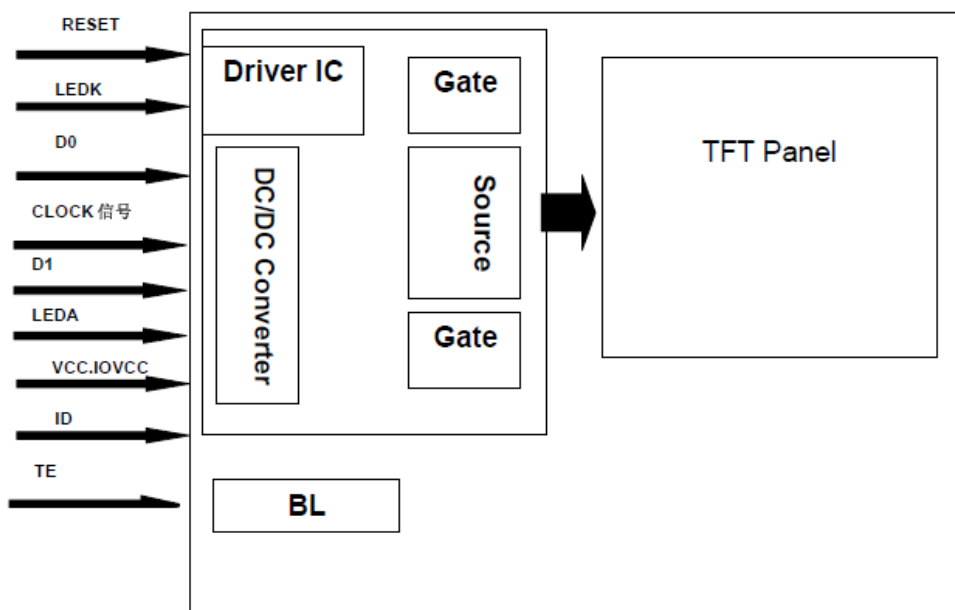 RESET
LEDK
D0
CLOCK 信号
D1
LEDA
VCC.IOVCC
ID
TE
Driver IC
DC/DC Converter
Gate
Source
Gate
BL
TFT Panel